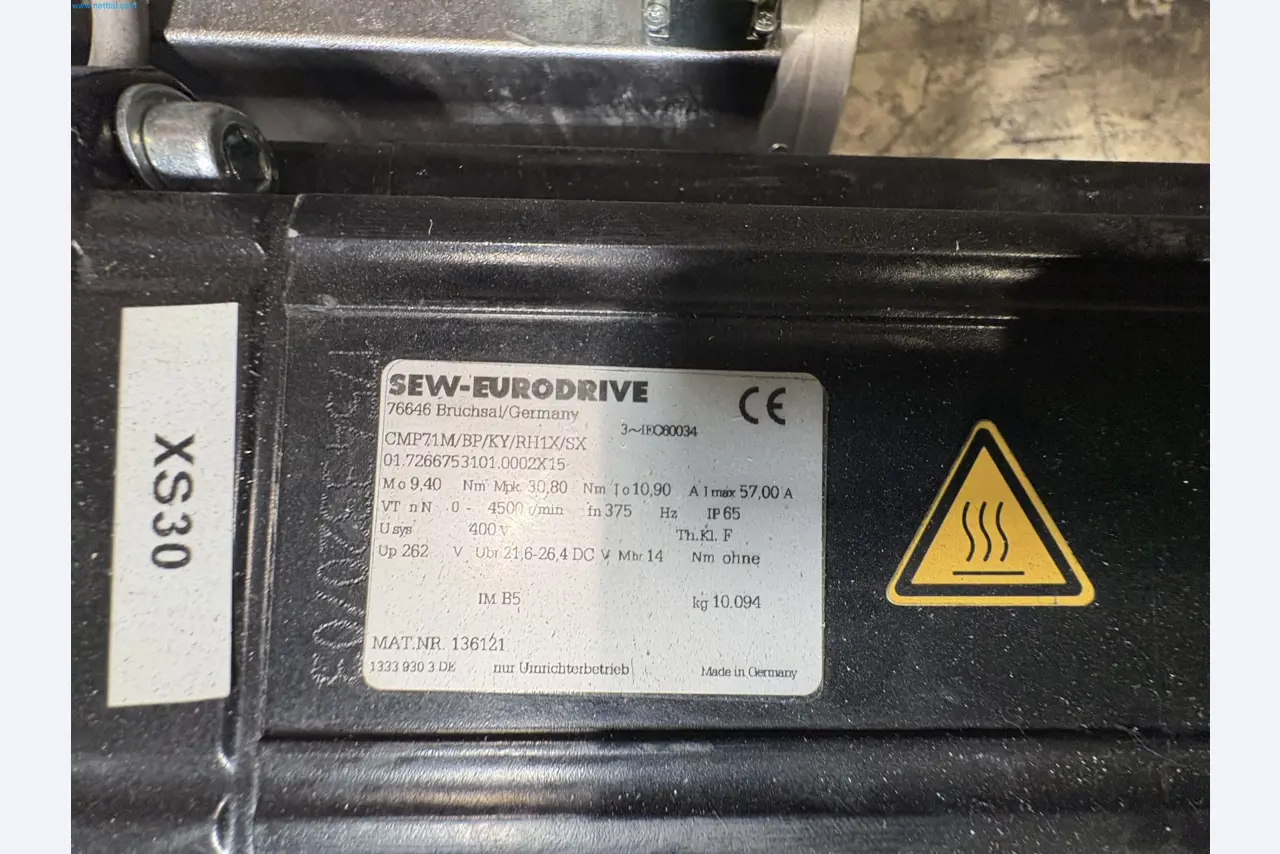 www.netbid.com
SEW-EURODRIVE
76646 Bruchsal/Germany
3~IEC60034
CMP71M/BP/KY/RH1X/SX
01.7266753101.0002X15
Mo 9,40 Nm Mpk 30,80 Nm Io 10,90 A Imax 57,00 A
VT nN 0 - 4500 r/min fn 375 Hz IP 65
Usys 400 V Th.Kl. F
Up 262 V Ubr 21,6-26,4 DC V Mbr 14 Nm ohne
IM B5 kg 10.094
MAT.NR. 136121
1333 930 3 DE nur Umrichterbetrieb Made in Germany
XS30